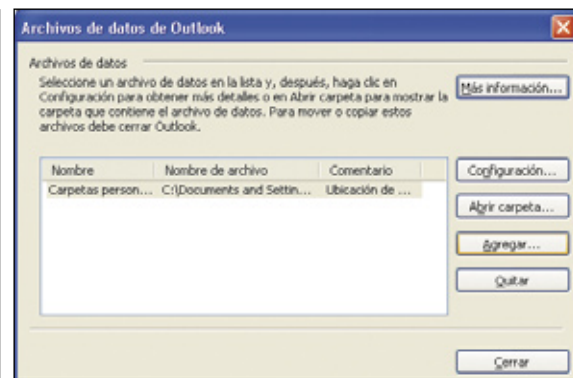 Archivos de datos de Outlook
Archivos de datos
Seleccione un archivo de datos en la lista y, después, haga clic en
Configuración para obtener más detalles o en Abrir carpeta para mostrar la
carpeta que contiene el archivo de datos. Para mover o copiar estos
archivos debe cerrar Outlook.
Más información...
Nombre Nombre de archivo Comentario
Carpetas person... C:\Documents and Settin... Ubicación de ...
Configuración...
Abrir carpeta...
Agregar...
Quitar
Cerrar